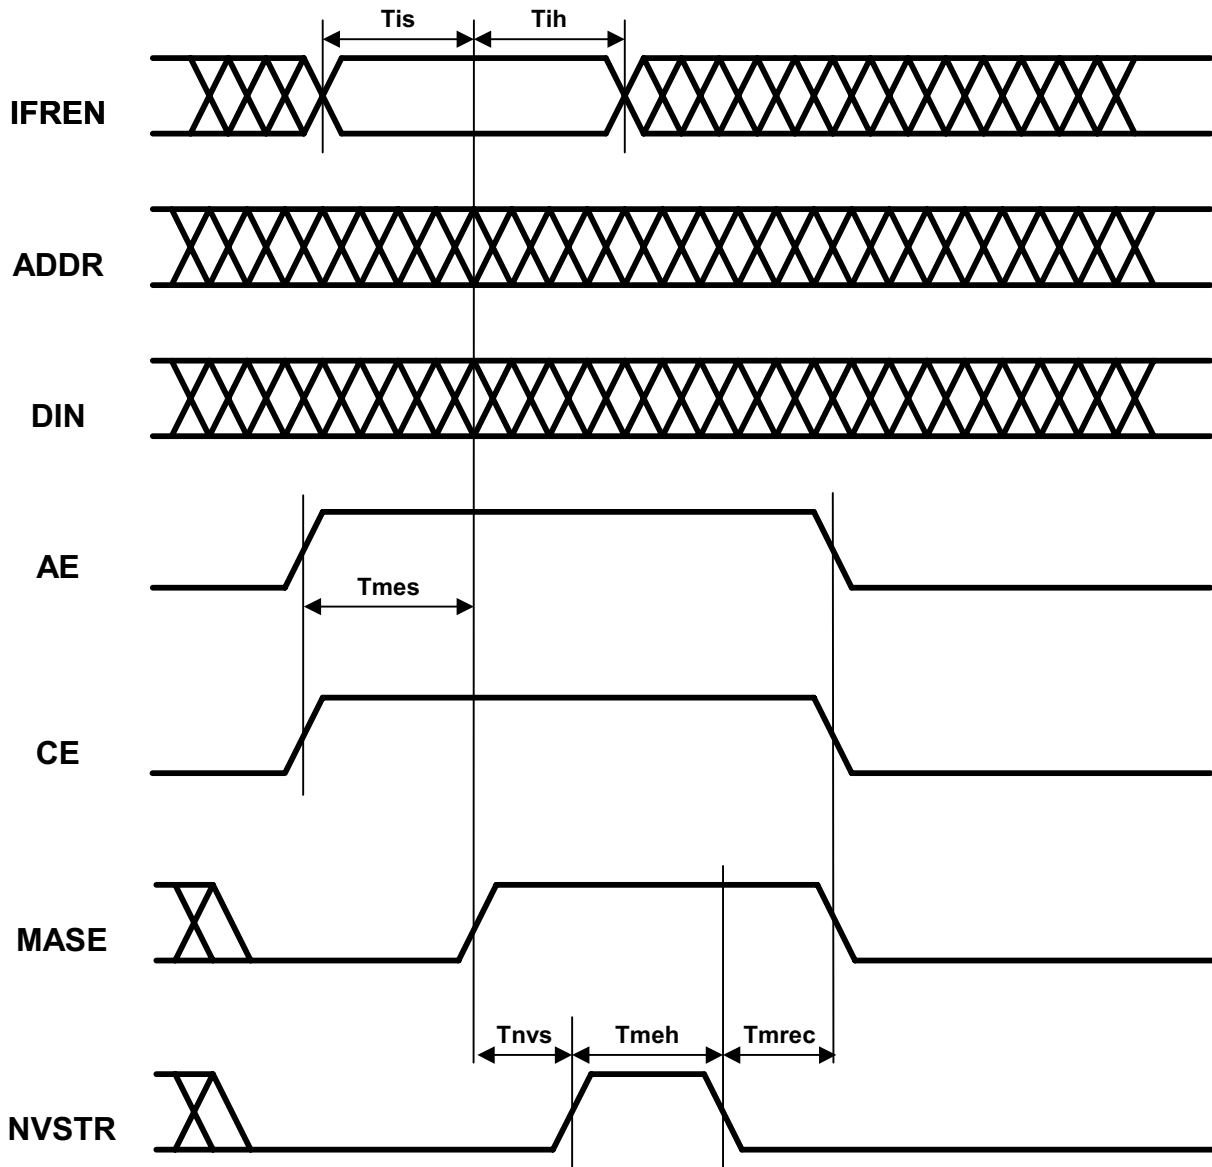 Tis Tih
IFREN
ADDR
DIN
AE
Tmes
CE
MASE
Tnvs Tmeh Tmrec
NVSTR